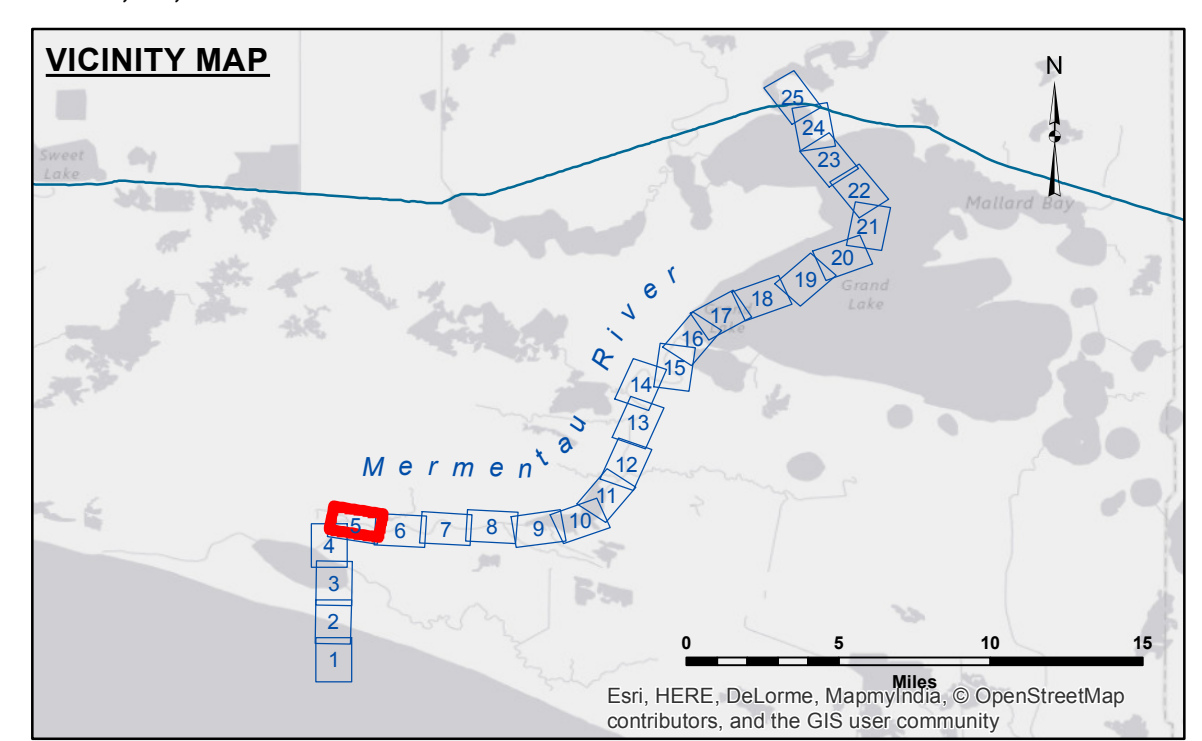 VICINITY MAP
N
25
24
Sweet
Lake
23
22
Mallard Bay
21
20
19
Grand
Lake
18
17
Lake
16
15
14
Mermentau River
13
12
11
10
9
8
7
6
5
4
3
2
1
0 5 10 15
Miles
Esri, HERE, DeLorme, MapmyIndia, © OpenStreetMap
contributors, and the GIS user community